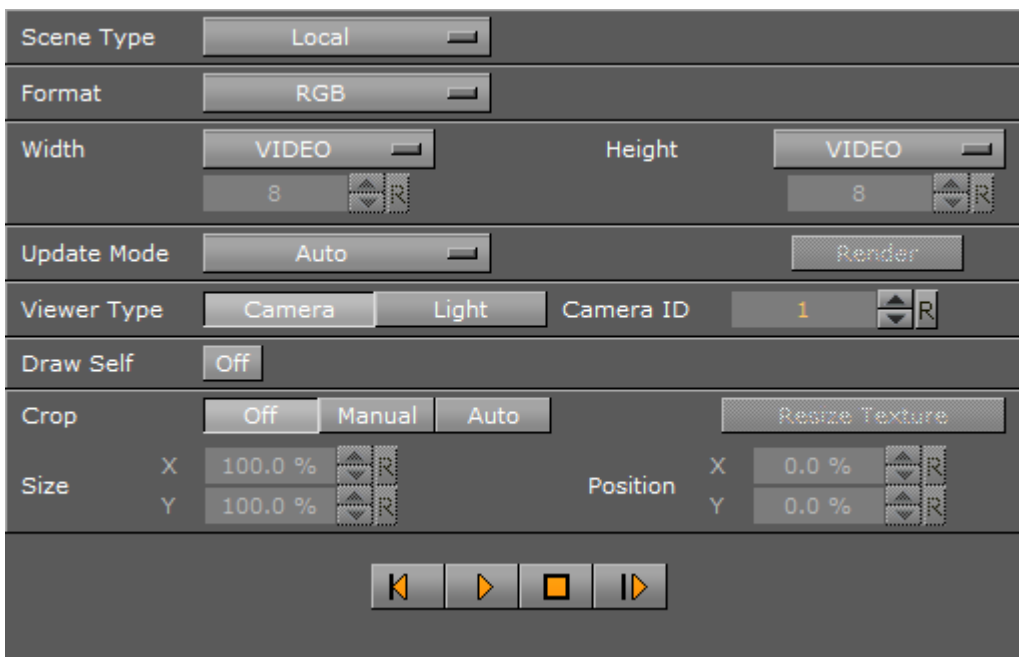 Scene Type Local
Format RGB
Width VIDEO Height VIDEO
8 R 8 R
Update Mode Auto Render
Viewer Type Camera Light Camera ID 1 R
Draw Self Off
Crop Off Manual Auto Resize Texture
Size X 100.0 % R Position X 0.0 % R
Y 100.0 % R Y 0.0 % R